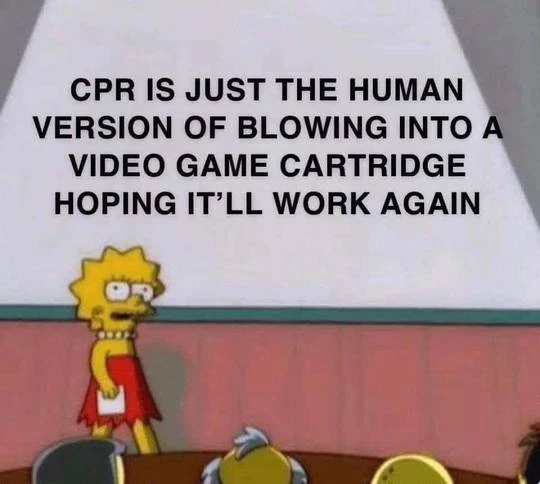 CPR IS JUST THE HUMAN
VERSION OF BLOWING INTO A
VIDEO GAME CARTRIDGE
HOPING IT’LL WORK AGAIN